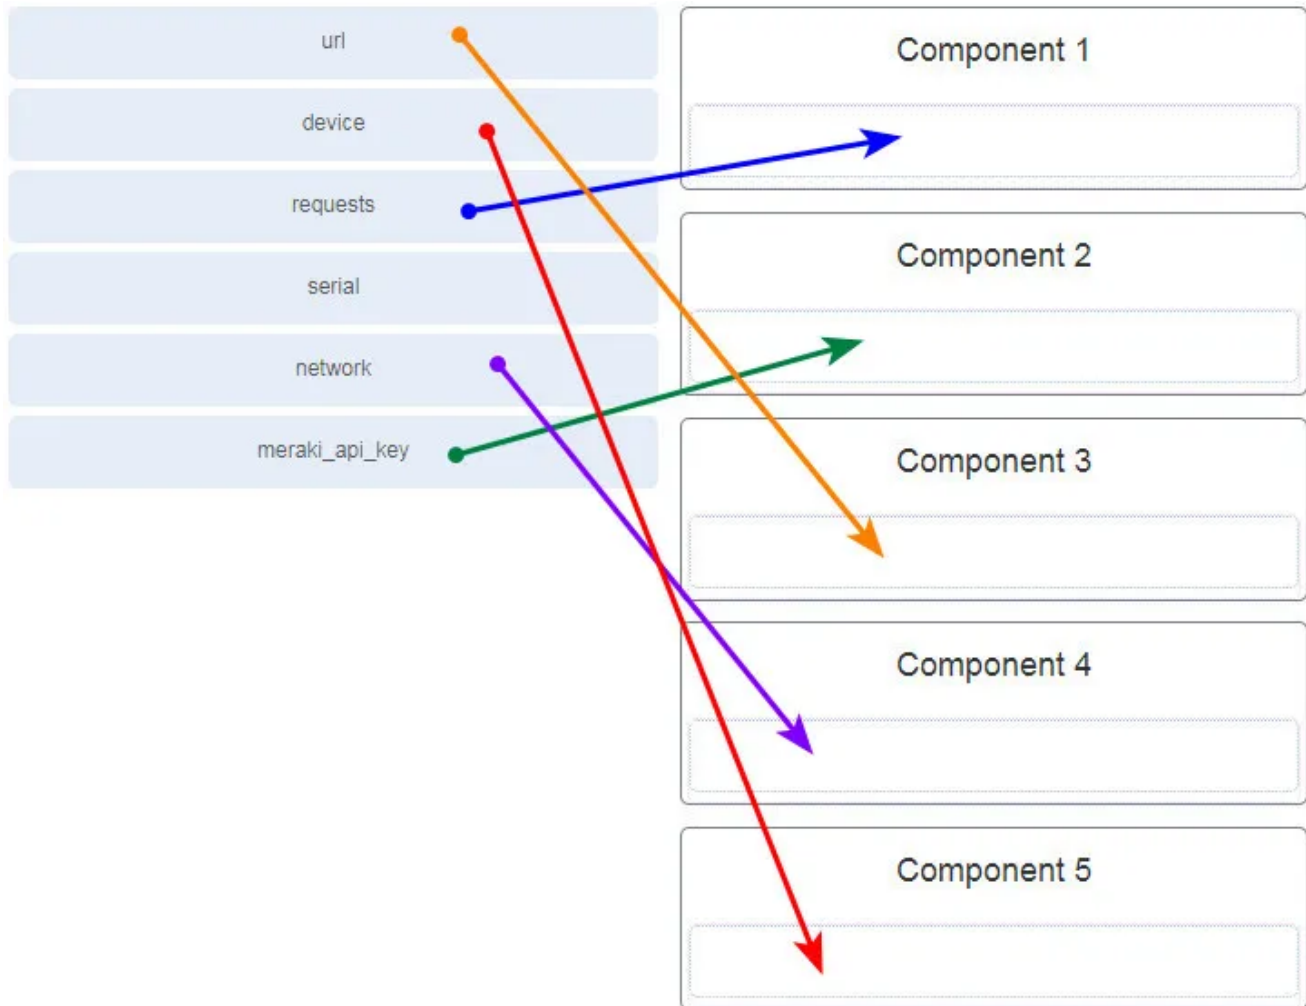 url
device
requests
serial
network
meraki_api_key
Component 1
Component 2
Component 3
Component 4
Component 5